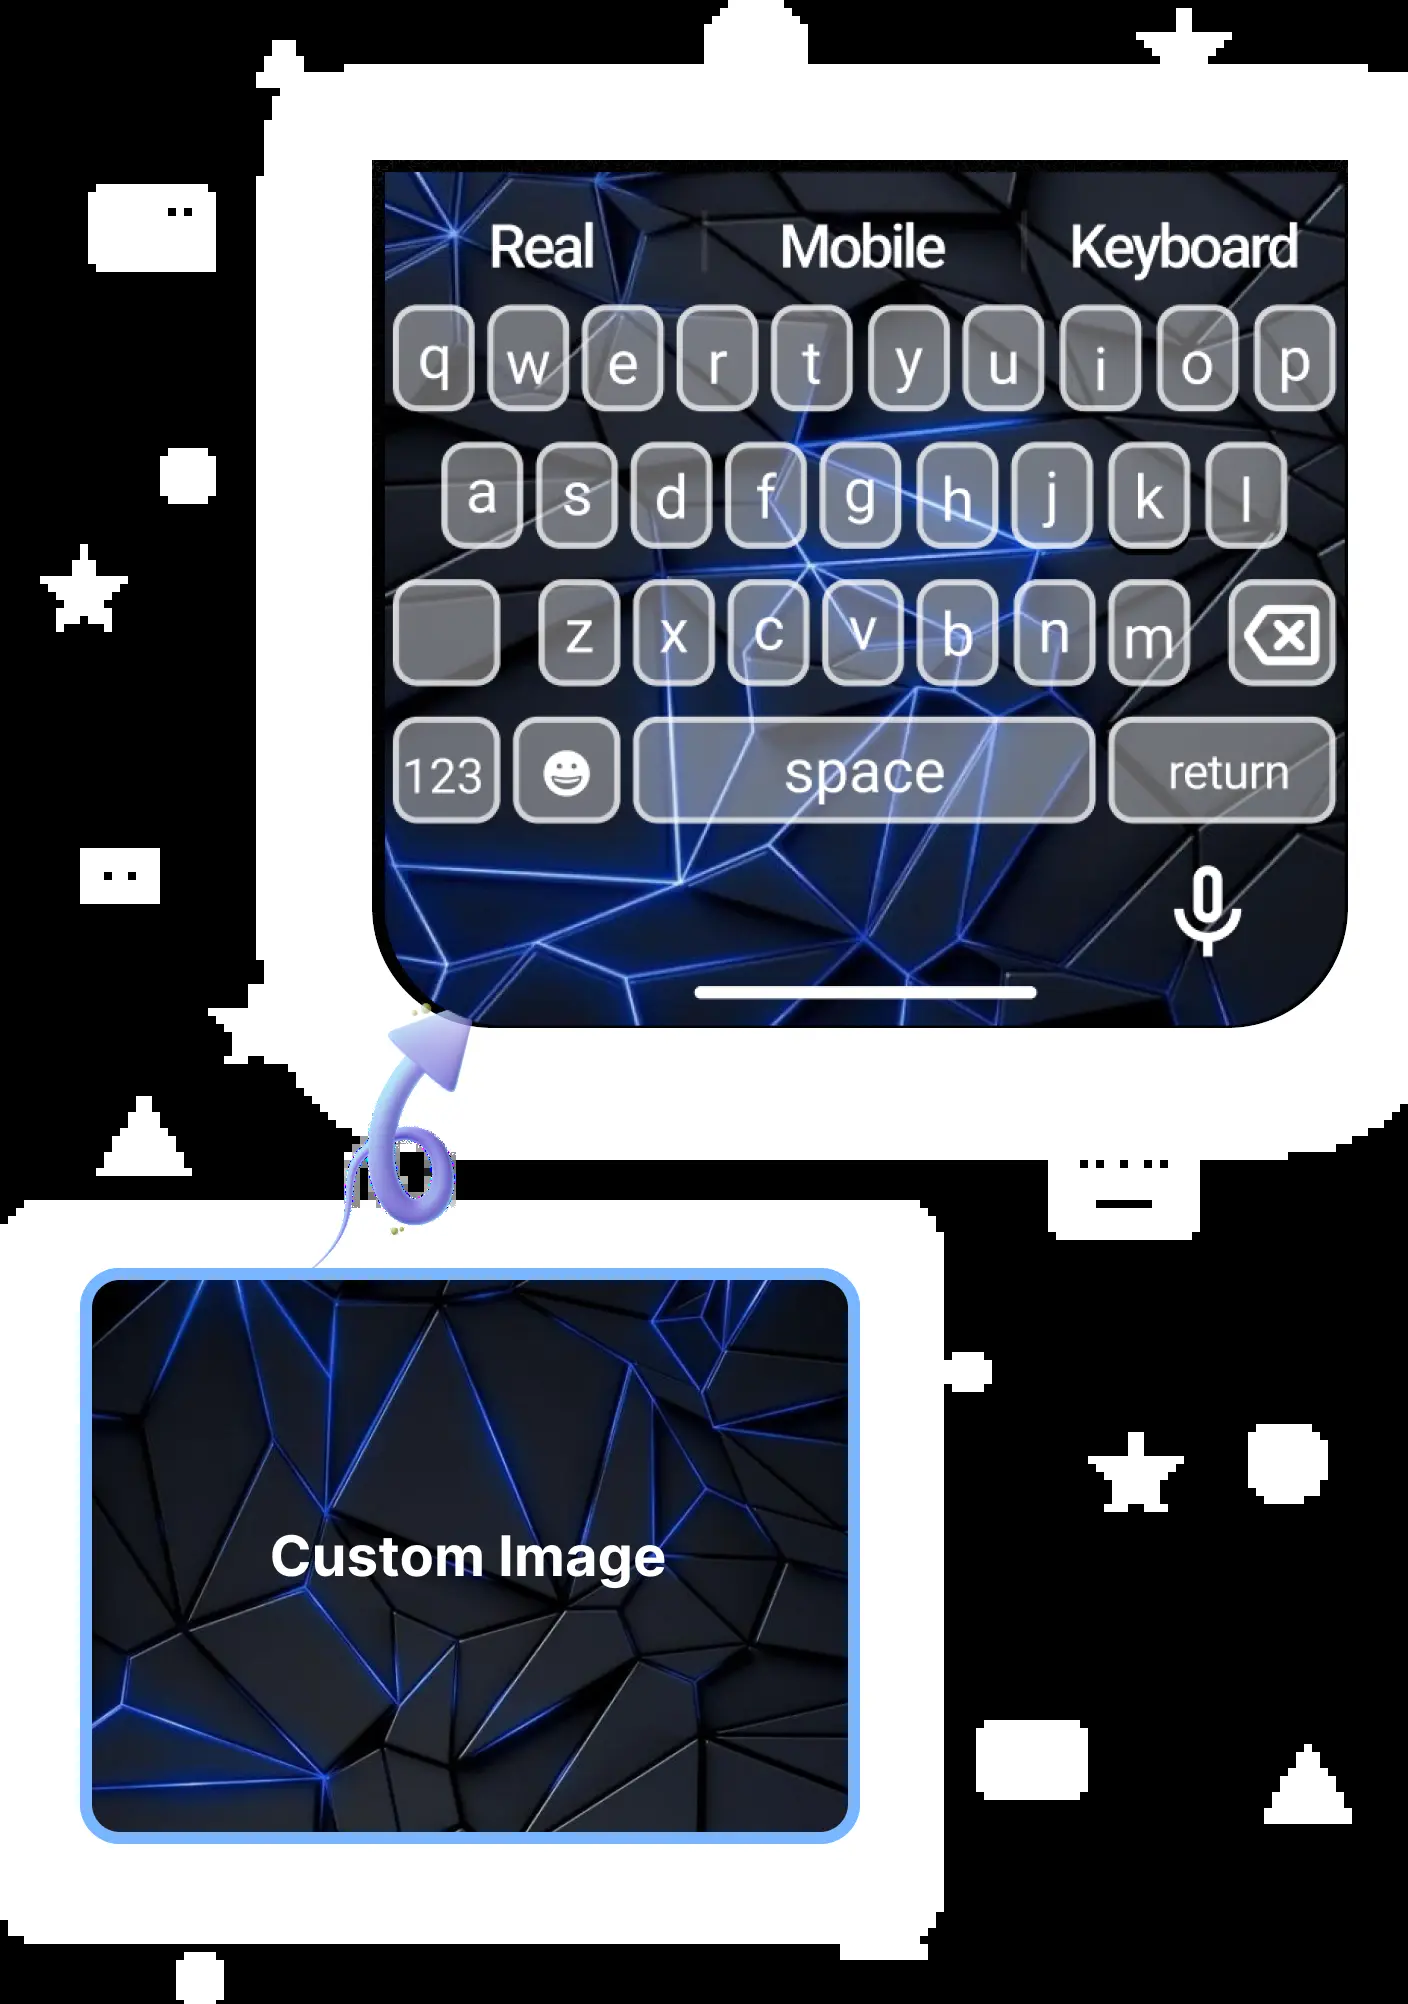 Real Mobile Keyboard
q w e r t y u i o p
a s d f g h j k l
z x c v b n m
123 space return
Custom Image